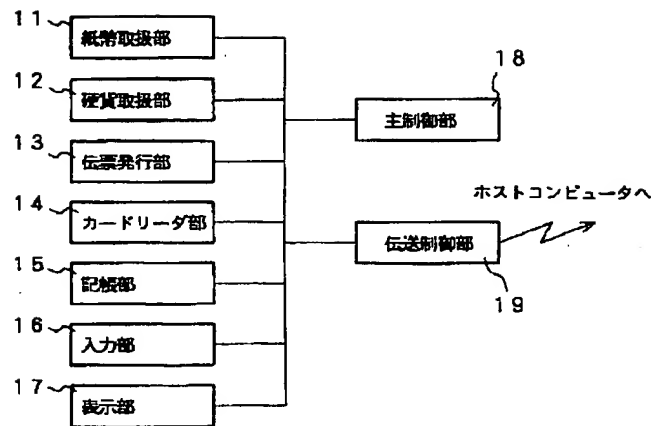 11
紙幣取扱部
12
硬貨取扱部
13
伝票発行部
14
カードリーダ部
15
記帳部
16
入力部
17
表示部
18
主制御部
ホストコンピュータへ
伝送制御部
19